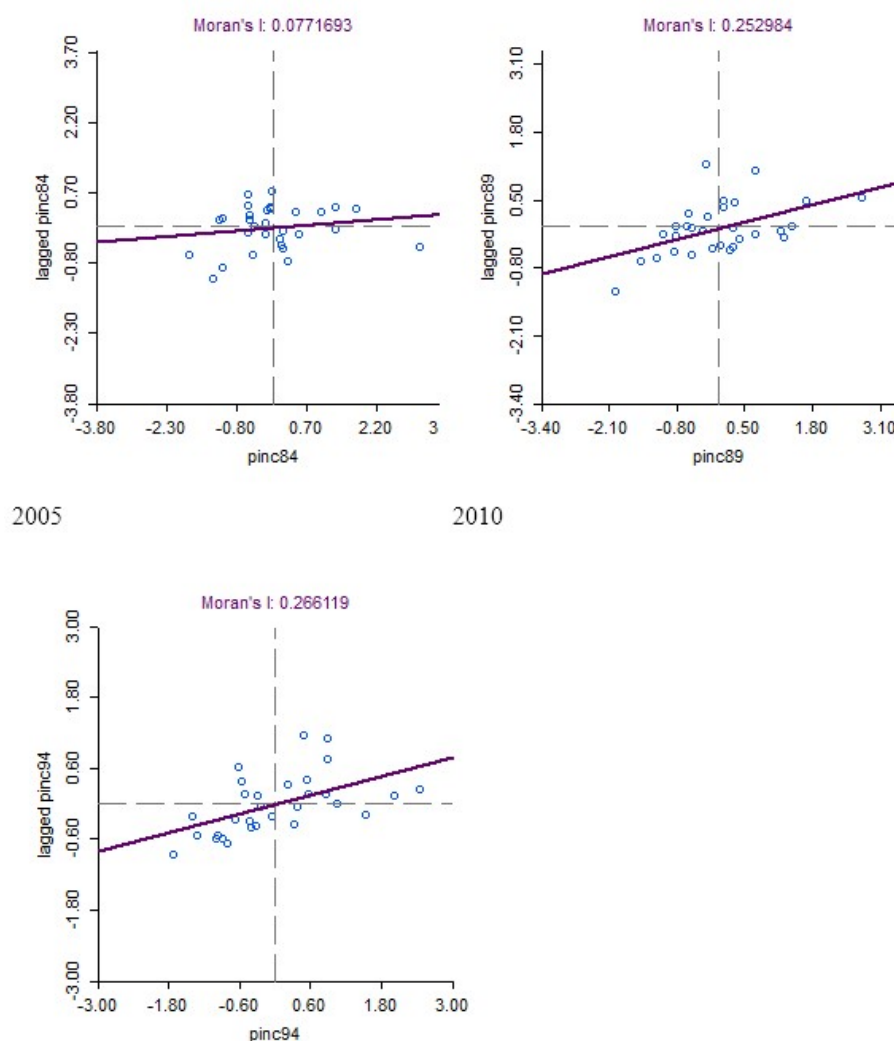 Moran's I: 0.0771693
3.70
2.20
0.70
-0.80
-2.30
-3.80
lagged pinc84
-3.80 -2.30 -0.80 0.70 2.20 3
pinc84
Moran's I: 0.252984
3.10
1.80
0.50
-0.80
-2.10
-3.40
lagged pinc89
-3.40 -2.10 -0.80 0.50 1.80 3.10
pinc89
2005 2010
Moran's I: 0.266119
3.00
1.80
0.60
-0.60
-1.80
-3.00
lagged pinc94
-3.00 -1.80 -0.60 0.60 1.80 3.00
pinc94